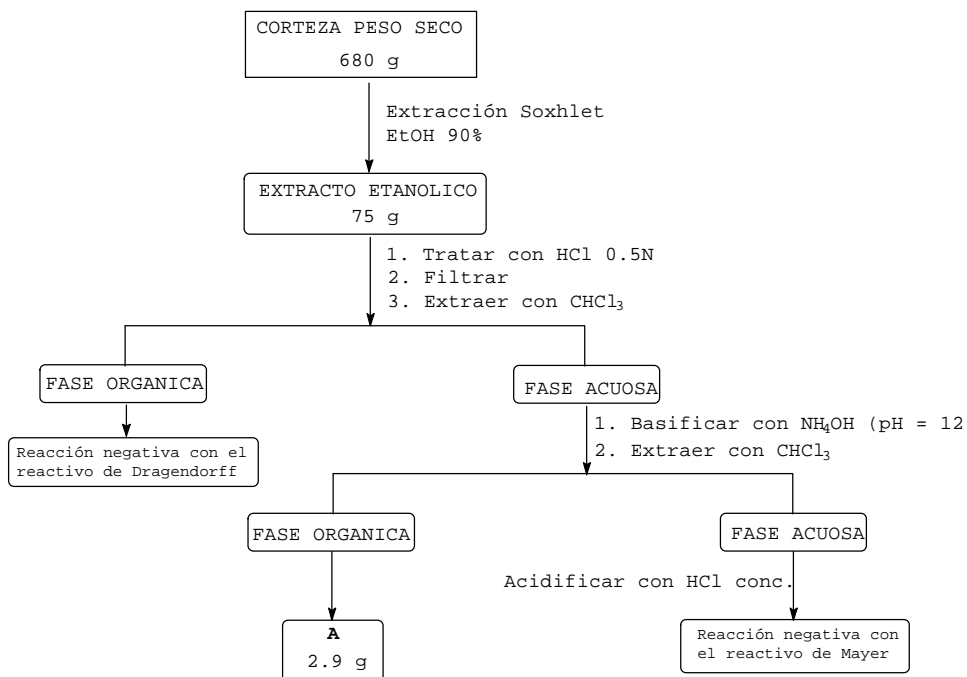 CORTEZA PESO SECO
680 g
Extracción Soxhlet
EtOH 90%
EXTRACTO ETANOLICO
75 g
1. Tratar con HCl 0.5N
2. Filtrar
3. Extraer con CHCl3
FASE ORGANICA
FASE ACUOSA
Reacción negativa con el
reactivo de Dragendorff
1. Basificar con NH4OH (pH = 12
2. Extraer con CHCl3
FASE ORGANICA
FASE ACUOSA
Acidificar con HCl conc.
A
2.9 g
Reacción negativa con
el reactivo de Mayer